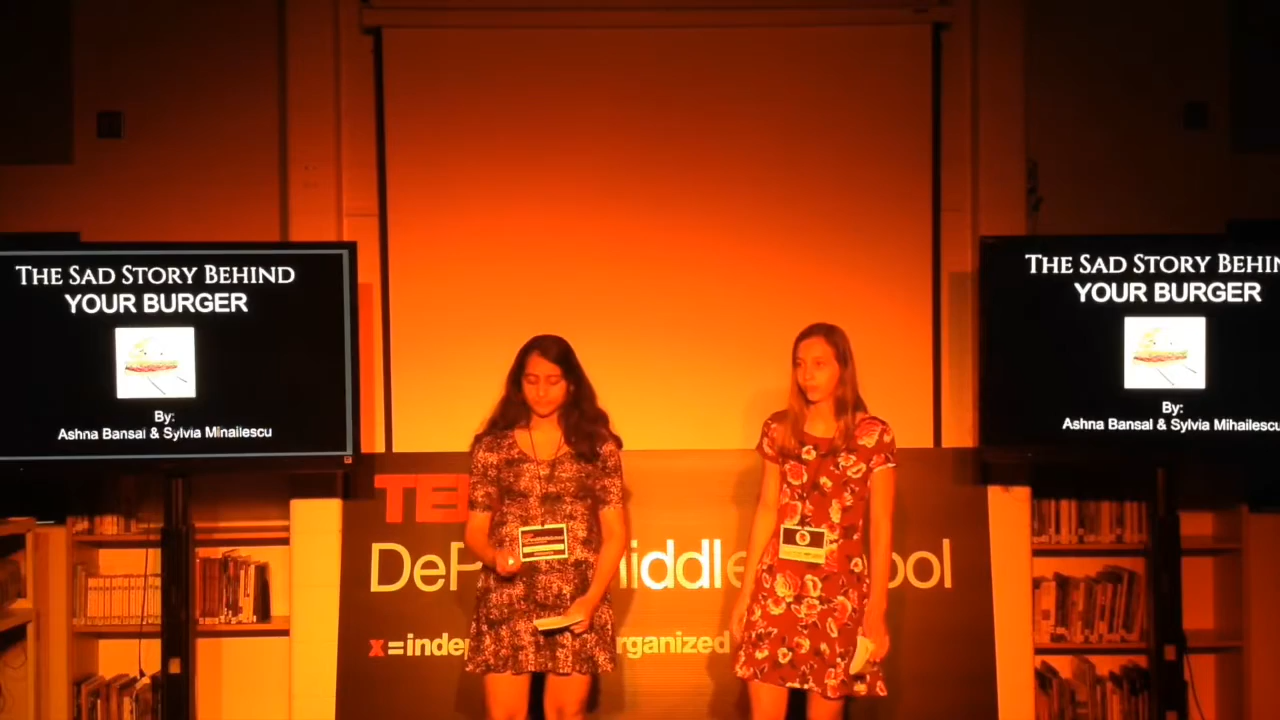 THE SAD STORY BEHIND
YOUR BURGER
By:
Ashna Bansal & Sylvia Mihailescu
THE SAD STORY BEHIN
YOUR BURGER
By:
Ashna Bansal & Sylvia Mihailescu
TED
DeP iddle ool
x=indep rganized